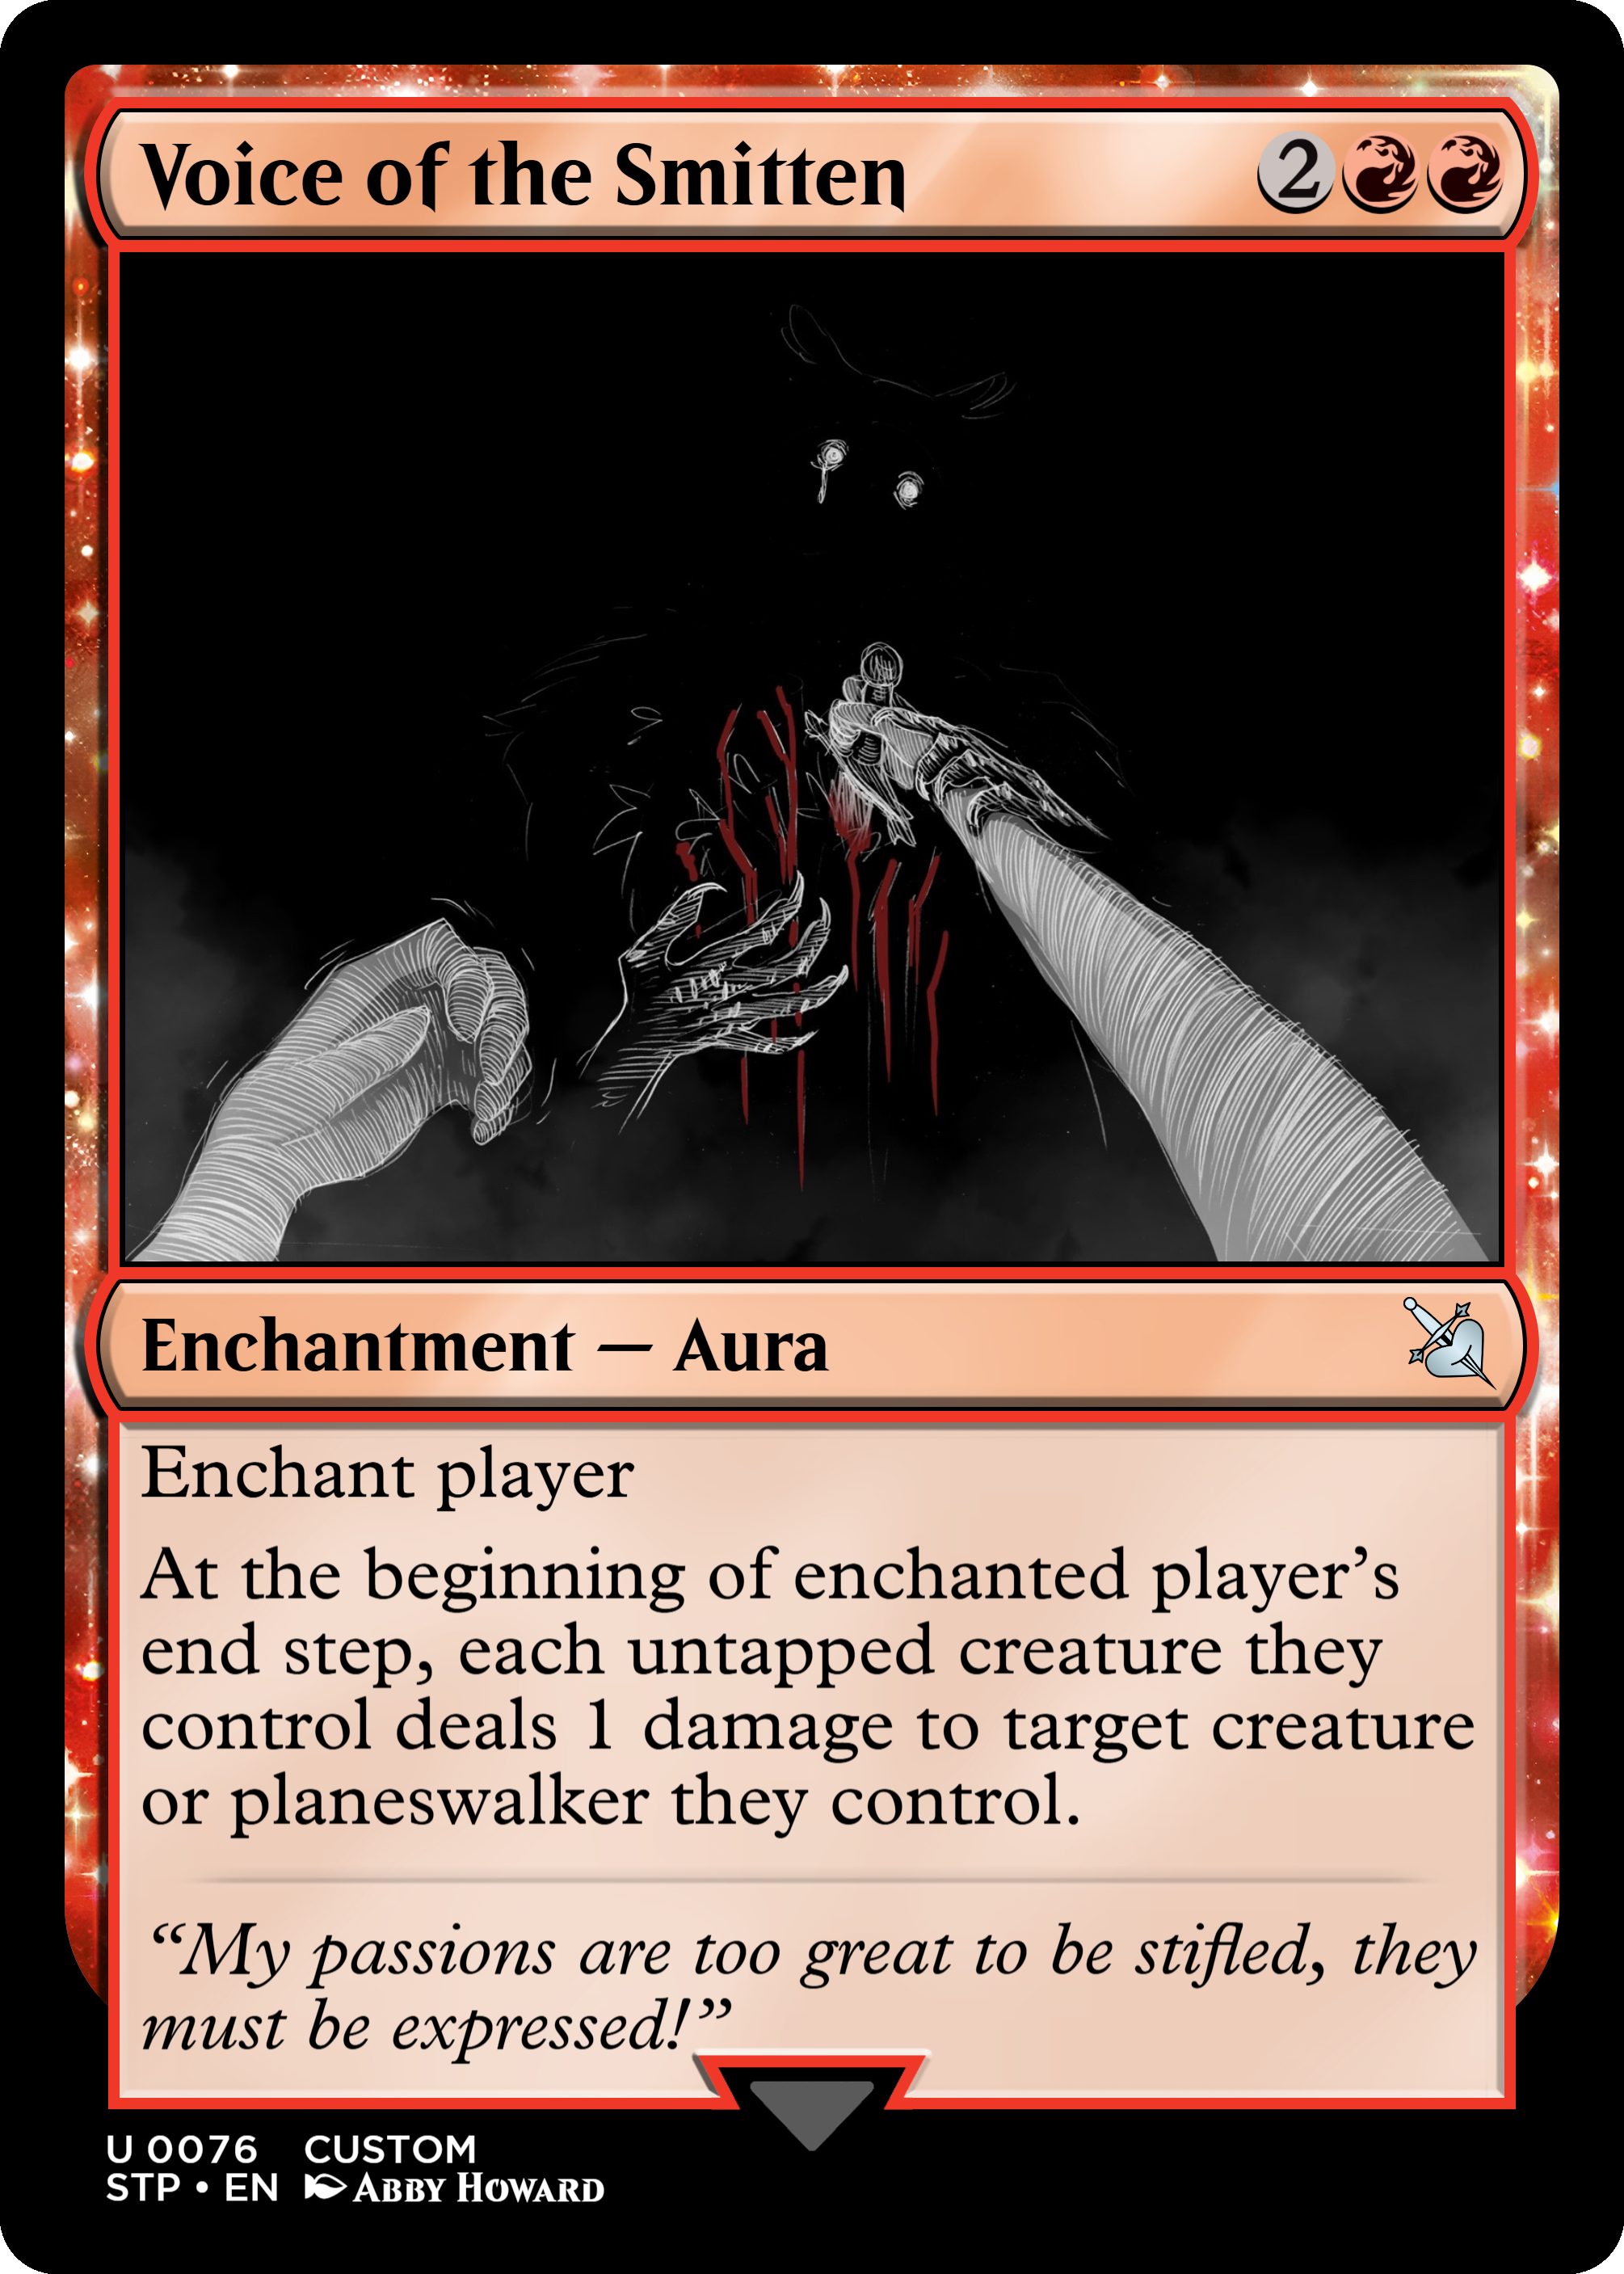 Voice of the Smitten 2
Enchantment — Aura
Enchant player
At the beginning of enchanted player’s
end step, each untapped creature they
control deals 1 damage to target creature
or planeswalker they control.
“My passions are too great to be stifled, they
must be expressed!”
U 0076 CUSTOM
STP • EN ABBY HOWARD